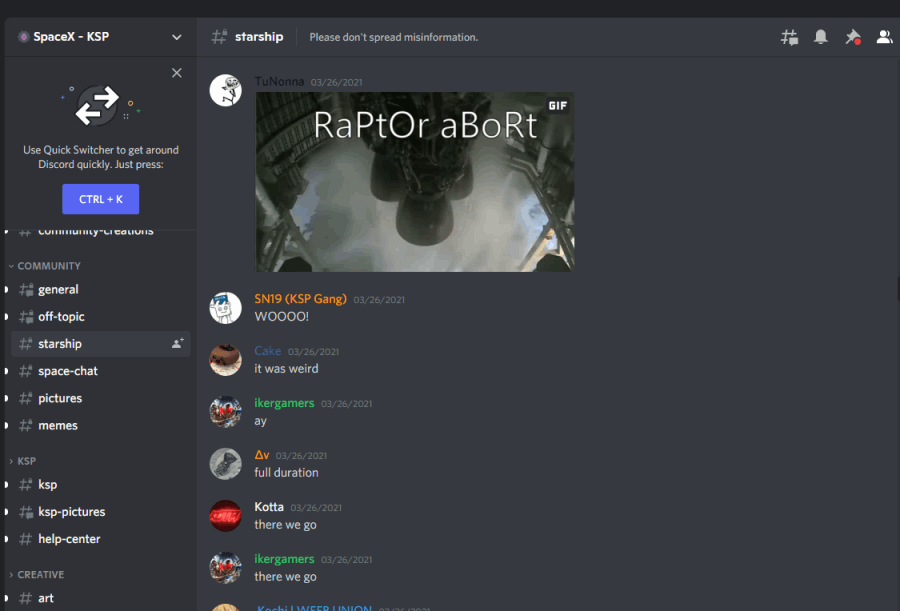 SpaceX - KSP
Use Quick Switcher to get around
Discord quickly. Just press:
CTRL + K
community-creations
COMMUNITY
general
off-topic
starship
space-chat
pictures
memes
KSP
ksp
ksp-pictures
help-center
CREATIVE
art
starship
Please don't spread misinformation.
TuNonna 03/26/2021
GIF
RaPtOr aBoRt
SN19 (KSP Gang) 03/26/2021
WOOOO!
Cake 03/26/2021
it was weird
ikergamers 03/26/2021
ay
Δv 03/26/2021
full duration
Kotta 03/26/2021
there we go
ikergamers 03/26/2021
there we go